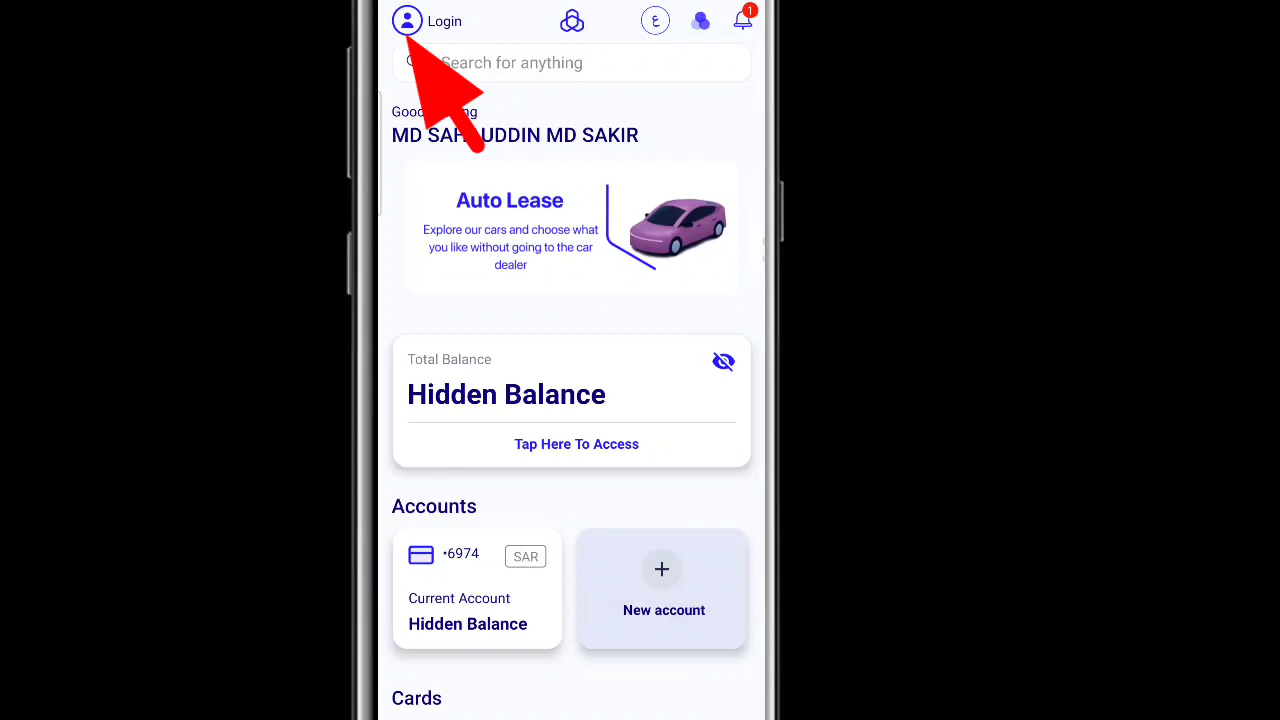 Login
ع
1
Search for anything
MD UDDIN MD SAKIR
Auto Lease
Explore our cars and choose what
you like without going to the car
dealer
Total Balance
Hidden Balance
Tap Here To Access
Accounts
•6974
SAR
Current Account
Hidden Balance
New account
Cards